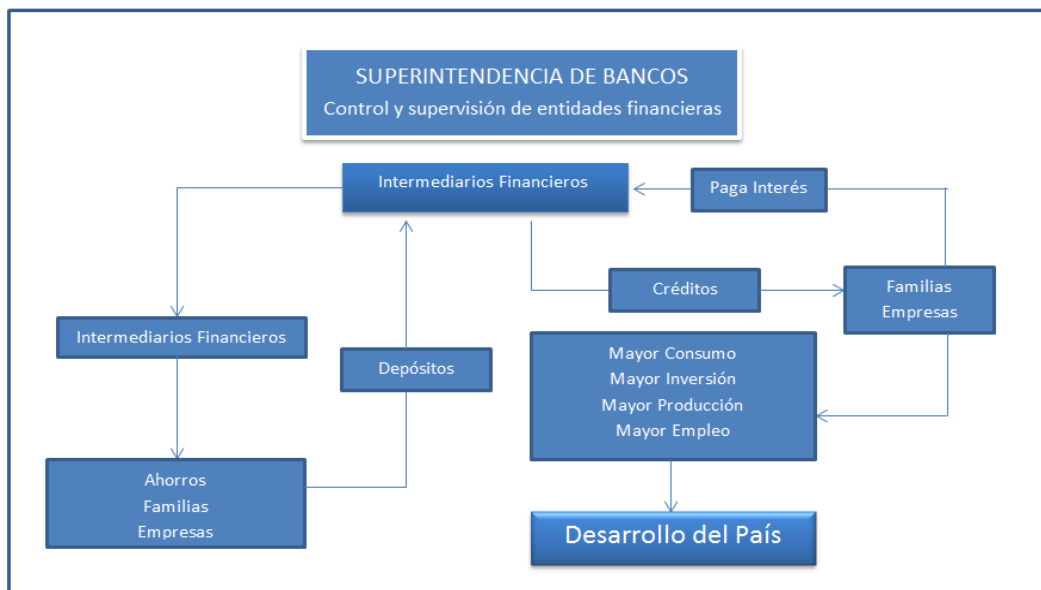 SUPERINTENDENCIA DE BANCOS
Control y supervisión de entidades financieras
Intermediarios Financieros
Paga Interés
Créditos
Familias
Empresas
Intermediarios Financieros
Depósitos
Mayor Consumo
Mayor Inversión
Mayor Producción
Mayor Empleo
Ahorros
Familias
Empresas
Desarrollo del País